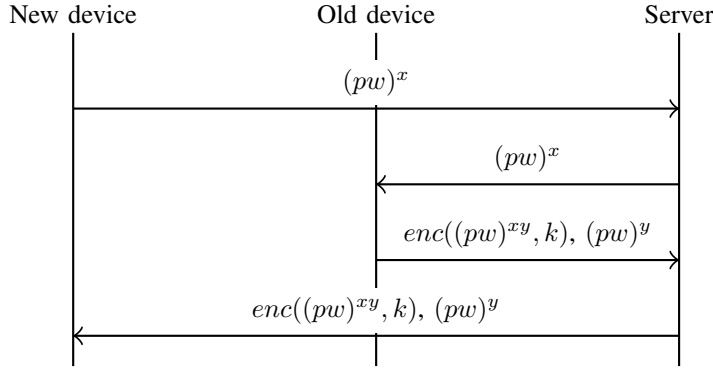 New device Old device Server
$(pw)^x$
$(pw)^x$
$enc((pw)^{xy}, k), (pw)^y$
$enc((pw)^{xy}, k), (pw)^y$